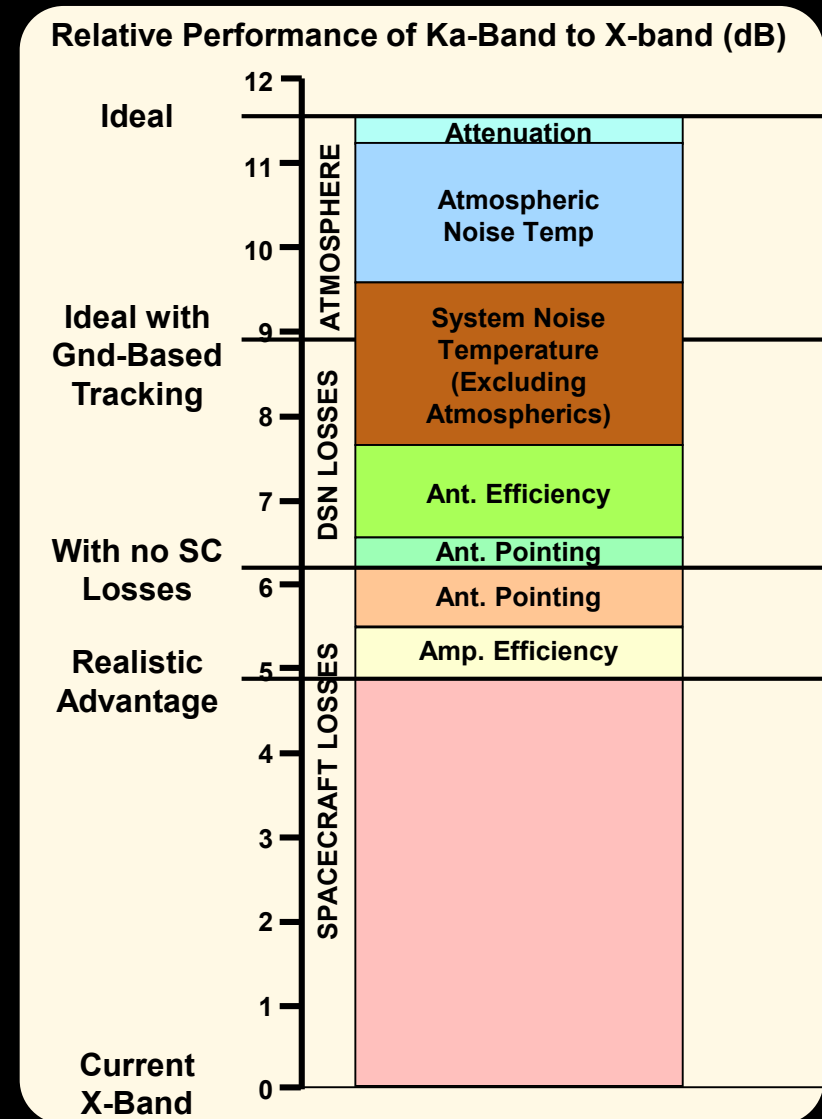 Relative Performance of Ka-Band to X-band (dB)
12
11
10
9
8
7
6
5
4
3
2
1
0
Ideal
Ideal with
Gnd-Based
Tracking
With no SC
Losses
Realistic
Advantage
Current
X-Band
ATMOSPHERE
DSN LOSSES
SPACECRAFT LOSSES
Attenuation
Atmospheric
Noise Temp
System Noise
Temperature
(Excluding
Atmospherics)
Ant. Efficiency
Ant. Pointing
Ant. Pointing
Amp. Efficiency